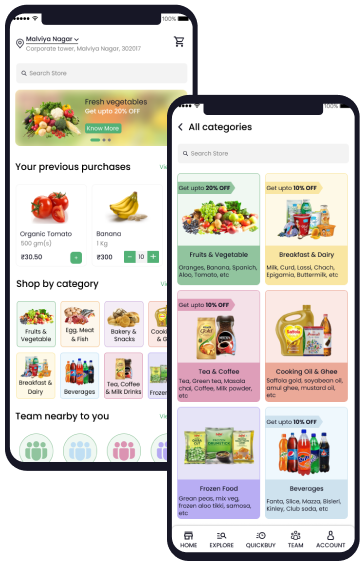 100%
Malviya Nagar
Corporate tower, Malviya Nagar, 302017
Search Store
Fresh vegetables
Get upto 30% OFF
Know More
Your previous purchases
Organic Tomato
500 gm(s)
₹30.50
+
Banana
1 Kg
₹300
− 10 +
Shop by category
Fruits &
Vegetable
Egg, Meat
& Fish
Bakery &
Snacks
Breakfast &
Dairy
Beverages
Tea, Coffee
& Milk Drinks
Team nearby to you
100%
All categories
Search Store
Get upto 20% OFF
Fruits & Vegetable
Oranges, Banana, Spanich,
Aloo, Tamato, etc
Get upto 10% OFF
Breakfast & Dairy
Milk, Curd, Lassi, Chach,
Epigamia, Buttermilk, etc
Get upto 10% OFF
Tea & Coffee
Tea, Green tea, Masala
chai, Coffee, Milk powder,
etc
Cooking Oil & Ghee
Saffola gold, soyabean oil,
amul ghee, mustard oil,
etc
Frozen Food
Grean peas, mix veg,
frozen aloo tikki, samosa,
etc
Get upto 10% OFF
Beverages
Fanta, Slice, Mazza, Bisleri,
Kinley, Club soda, etc
HOME
EXPLORE
QUICKBUY
TEAM
ACCOUNT